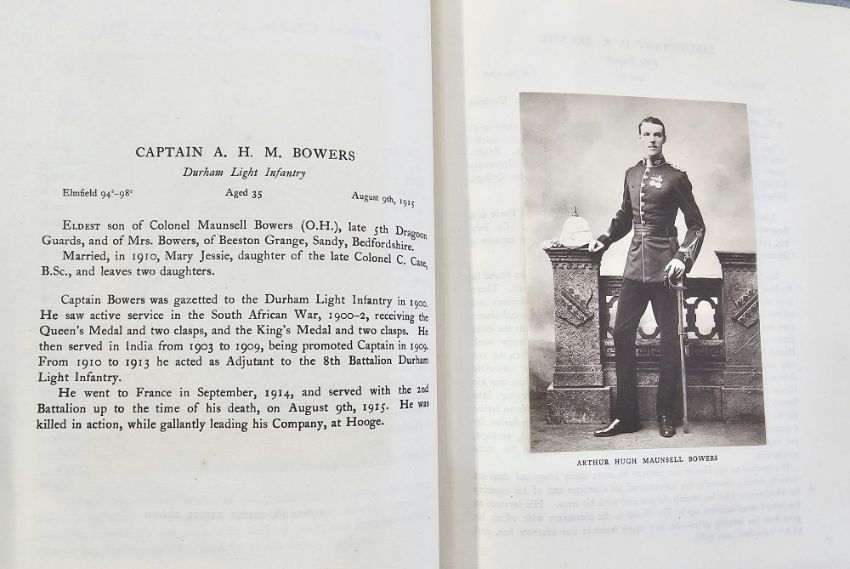 CAPTAIN A. H. M. BOWERS
Durham Light Infantry
Elmfield 94²–98² Aged 35 August 9th, 1915
ELDEST son of Colonel Maunsell Bowers (O.H.), late 5th Dragoon
Guards, and of Mrs. Bowers, of Beeston Grange, Sandy, Bedfordshire.
Married, in 1910, Mary Jessie, daughter of the late Colonel C. Case,
B.Sc., and leaves two daughters.
Captain Bowers was gazetted to the Durham Light Infantry in 1900.
He saw active service in the South African War, 1900–2, receiving the
Queen's Medal and two clasps, and the King's Medal and two clasps. He
then served in India from 1903 to 1909, being promoted Captain in 1909.
From 1910 to 1913 he acted as Adjutant to the 8th Battalion Durham
Light Infantry.
He went to France in September, 1914, and served with the 2nd
Battalion up to the time of his death, on August 9th, 1915. He was
killed in action, while gallantly leading his Company, at Hooge.
ARTHUR HUGH MAUNSELL BOWERS